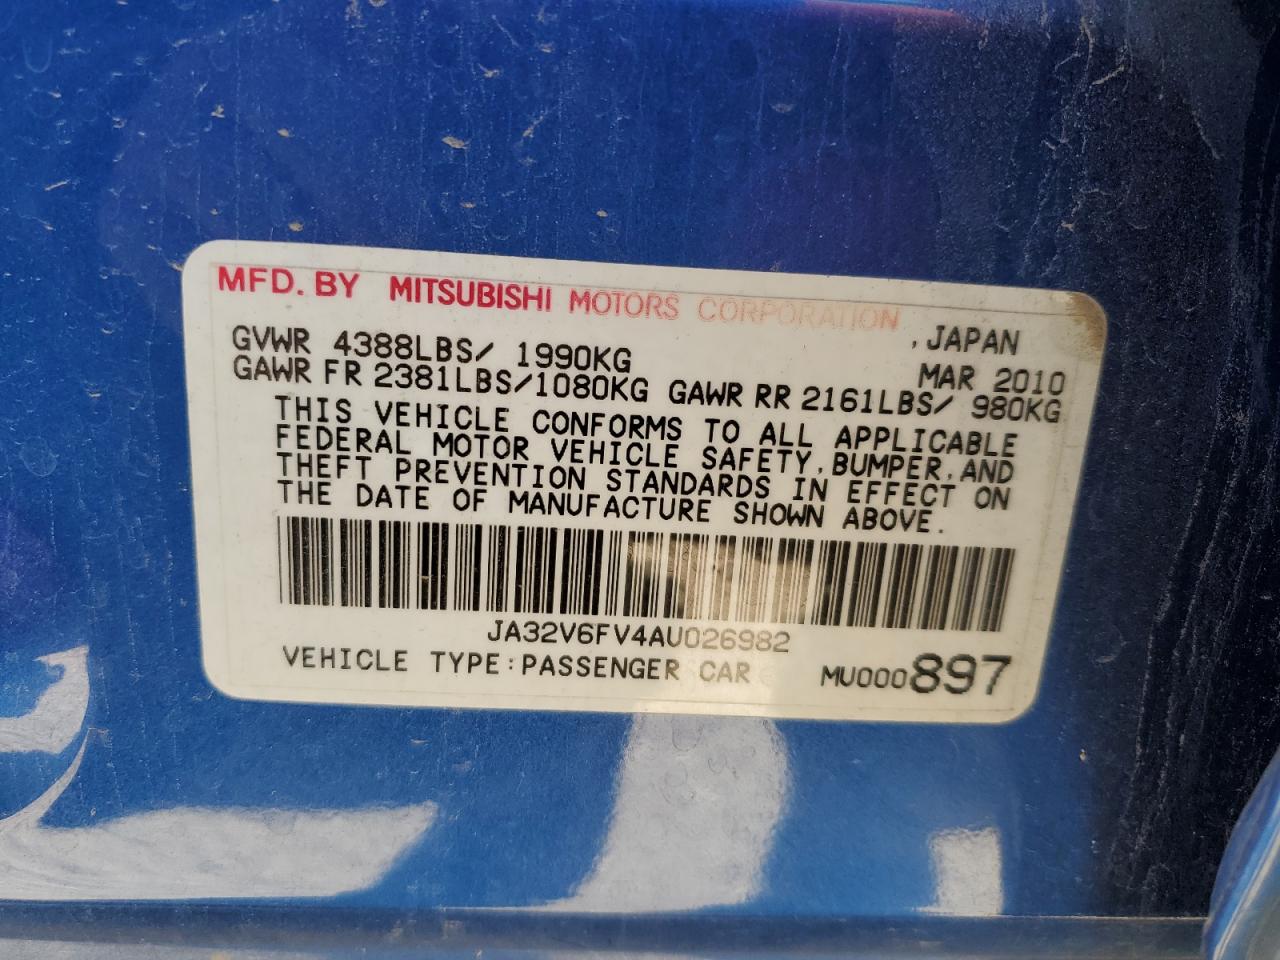 MFD. BY MITSUBISHI MOTORS CORPORATION
, JAPAN
GVWR 4388LBS/ 1990KG MAR 2010
GAWR FR 2381LBS/1080KG GAWR RR 2161LBS/ 980KG
THIS VEHICLE CONFORMS TO ALL APPLICABLE
FEDERAL MOTOR VEHICLE SAFETY, BUMPER, AND
THEFT PREVENTION STANDARDS IN EFFECT ON
THE DATE OF MANUFACTURE SHOWN ABOVE.
JA32V6FV4AU026982
VEHICLE TYPE: PASSENGER CAR MU000897